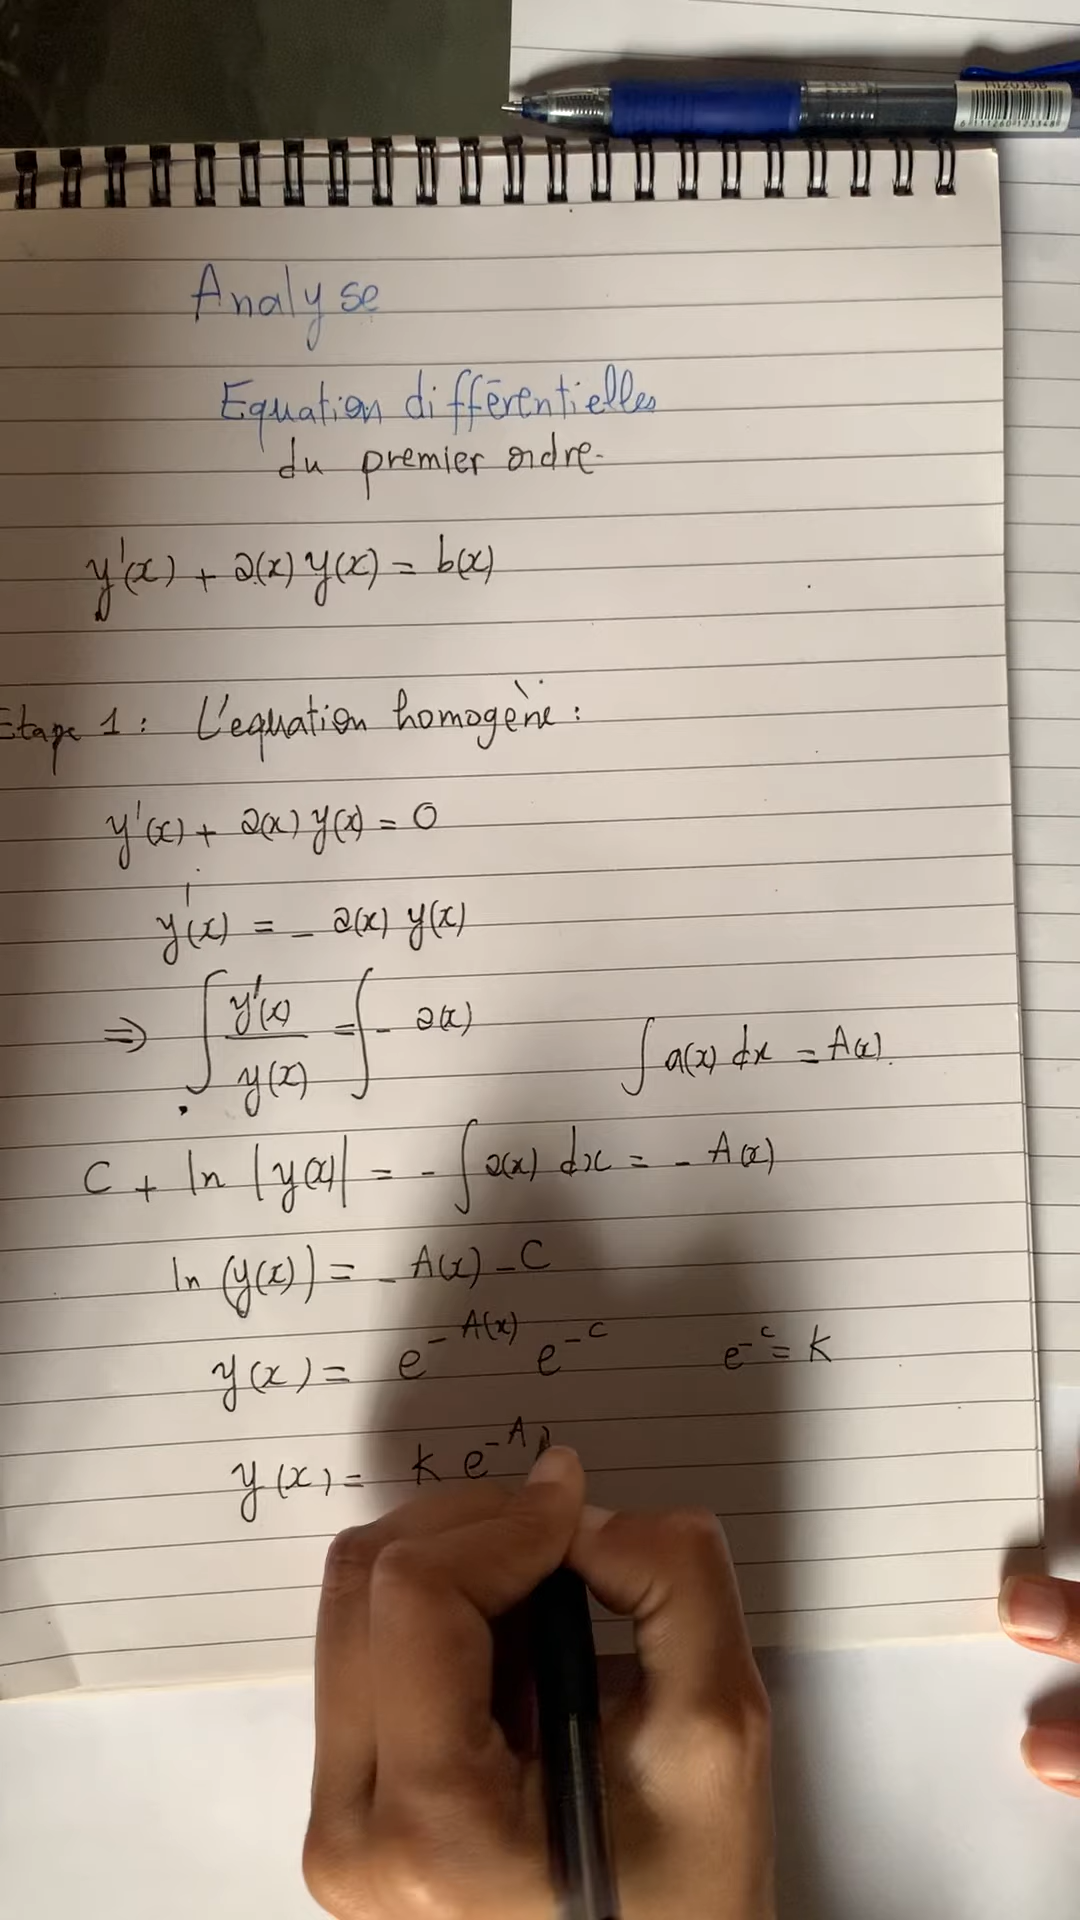 Analyse
Equation différentielles
du premier ordre.
y'(x) + a(x) y(x) = b(x)
Etape 1 : L'equation homogène :
y'(x) + a(x) y(x) = 0
y'(x) = - a(x) y(x)
⇒ ∫ y'(x) / y(x) = ∫ - a(x)
∫ a(x) dx = A(x).
C + ln |y(x)| = - ∫ a(x) dx = - A(x)
ln (y(x)) = - A(x) - C
y(x) = e^{-A(x)} e^{-c} e^{-c} = k
y(x) = k e^{-A